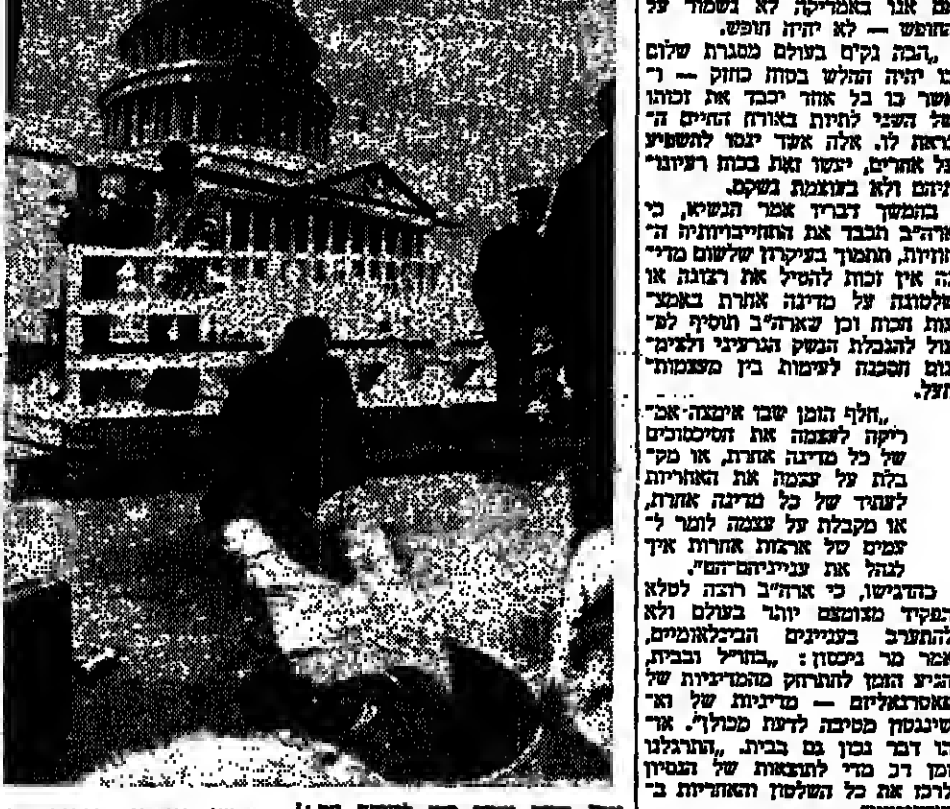 אם אנו באמריקה לא נשמור על
החופש — לא יהיה חופש.
„הבה נקים בעולם מסגרת שלום
בו יהיה החלש בטוח כחזק — ו־
אשר בו בל אחד יכבד את זכותו
של השני לחיות באורח החיים ה־
נראה לו. אלה אשר ינסו להשפיע
על אחרים, יעשו זאת בכוח רעיונו־
תיהם ולא בעוצמת נשקם.
בהמשך דבריו אמר הנשיא, כי
ארה״ב תכבד את התחייבויותיה ה־
חוזיות, תתמוך בעיקרון שלשום מדי־
נה אין זכות להטיל את רצונה או
שלטונה על מדינה אחרת באמצ־
עות הכוח וכן שארה״ב תוסיף לפ־
עול להגבלת הנשק הגרעיני ולצימ־
צום הסכנה לעימות בין מעצמות־
העל.
„חלף הזמן שבו אימצה אמ־
ריקה לעצמה את הסיכסוכים
של כל מדינה אחרת, או מק־
בלת על עצמה את האחריות
לעתיד של כל מדינה אחרת,
או מקבלת על עצמה לומר ל־
עמים של ארצות אחרות איך
לנהל את ענייניהם־הם״.
בהדגישו, כי ארה״ב רוצה למלא
תפקיד מצומצם יותר בעולם ולא
להתערב בעניינים הבינלאומיים,
אמר מר ניכסון: „בחו״ל ובבית,
הגיע הזמן להתרחק מהמדיניות של
פאטרנאליזם — מדיניות של וא־
שינגטון מטיבה לדעת מכולן״. או־
תו דבר נכון גם בבית. „התרגלנו
זמן רב מדי לתוצאות של הנסיון
לרכז את כל השלטון והאחריות ב־